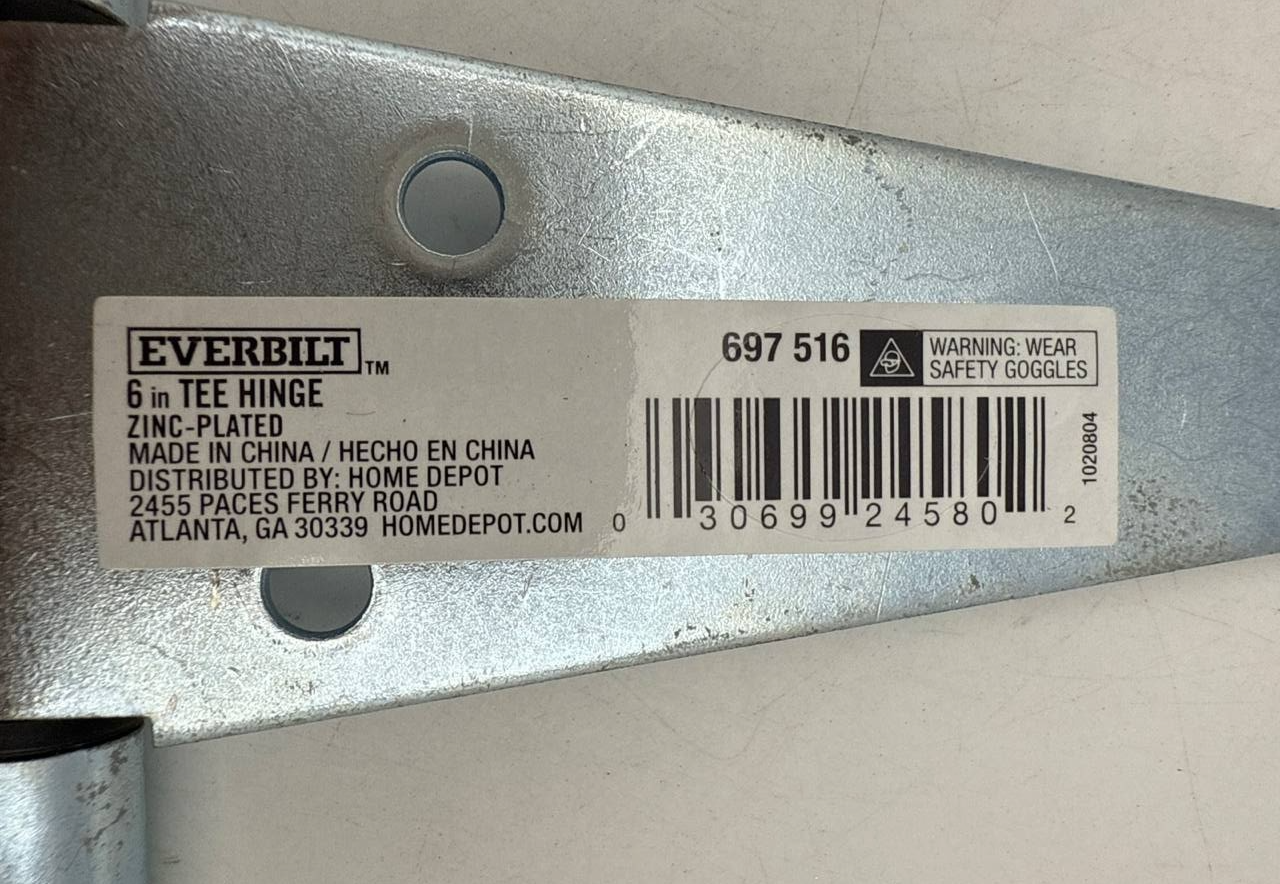 EVERBILT™
6 in TEE HINGE
ZINC-PLATED
MADE IN CHINA / HECHO EN CHINA
DISTRIBUTED BY: HOME DEPOT
2455 PACES FERRY ROAD
ATLANTA, GA 30339 HOMEDEPOT.COM
697 516
WARNING: WEAR
SAFETY GOGGLES
0 30699 24580 2
1020804